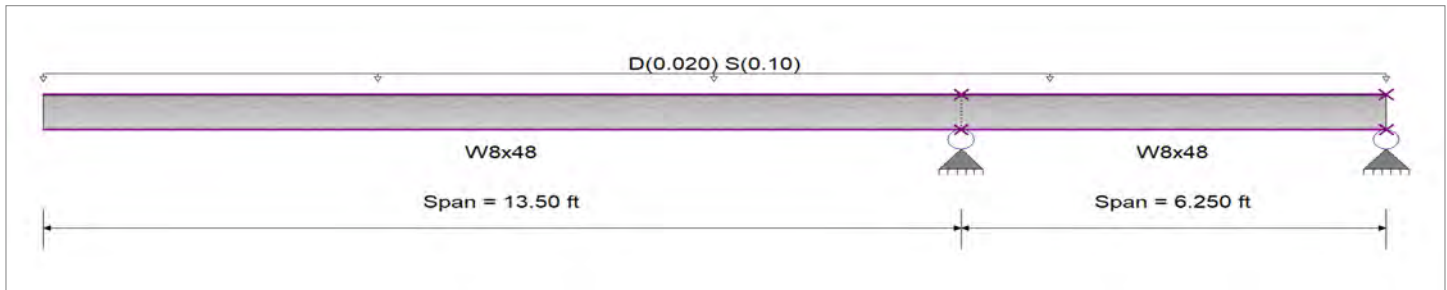 D(0.020) S(0.10)
W8x48 W8x48
Span = 13.50 ft Span = 6.250 ft